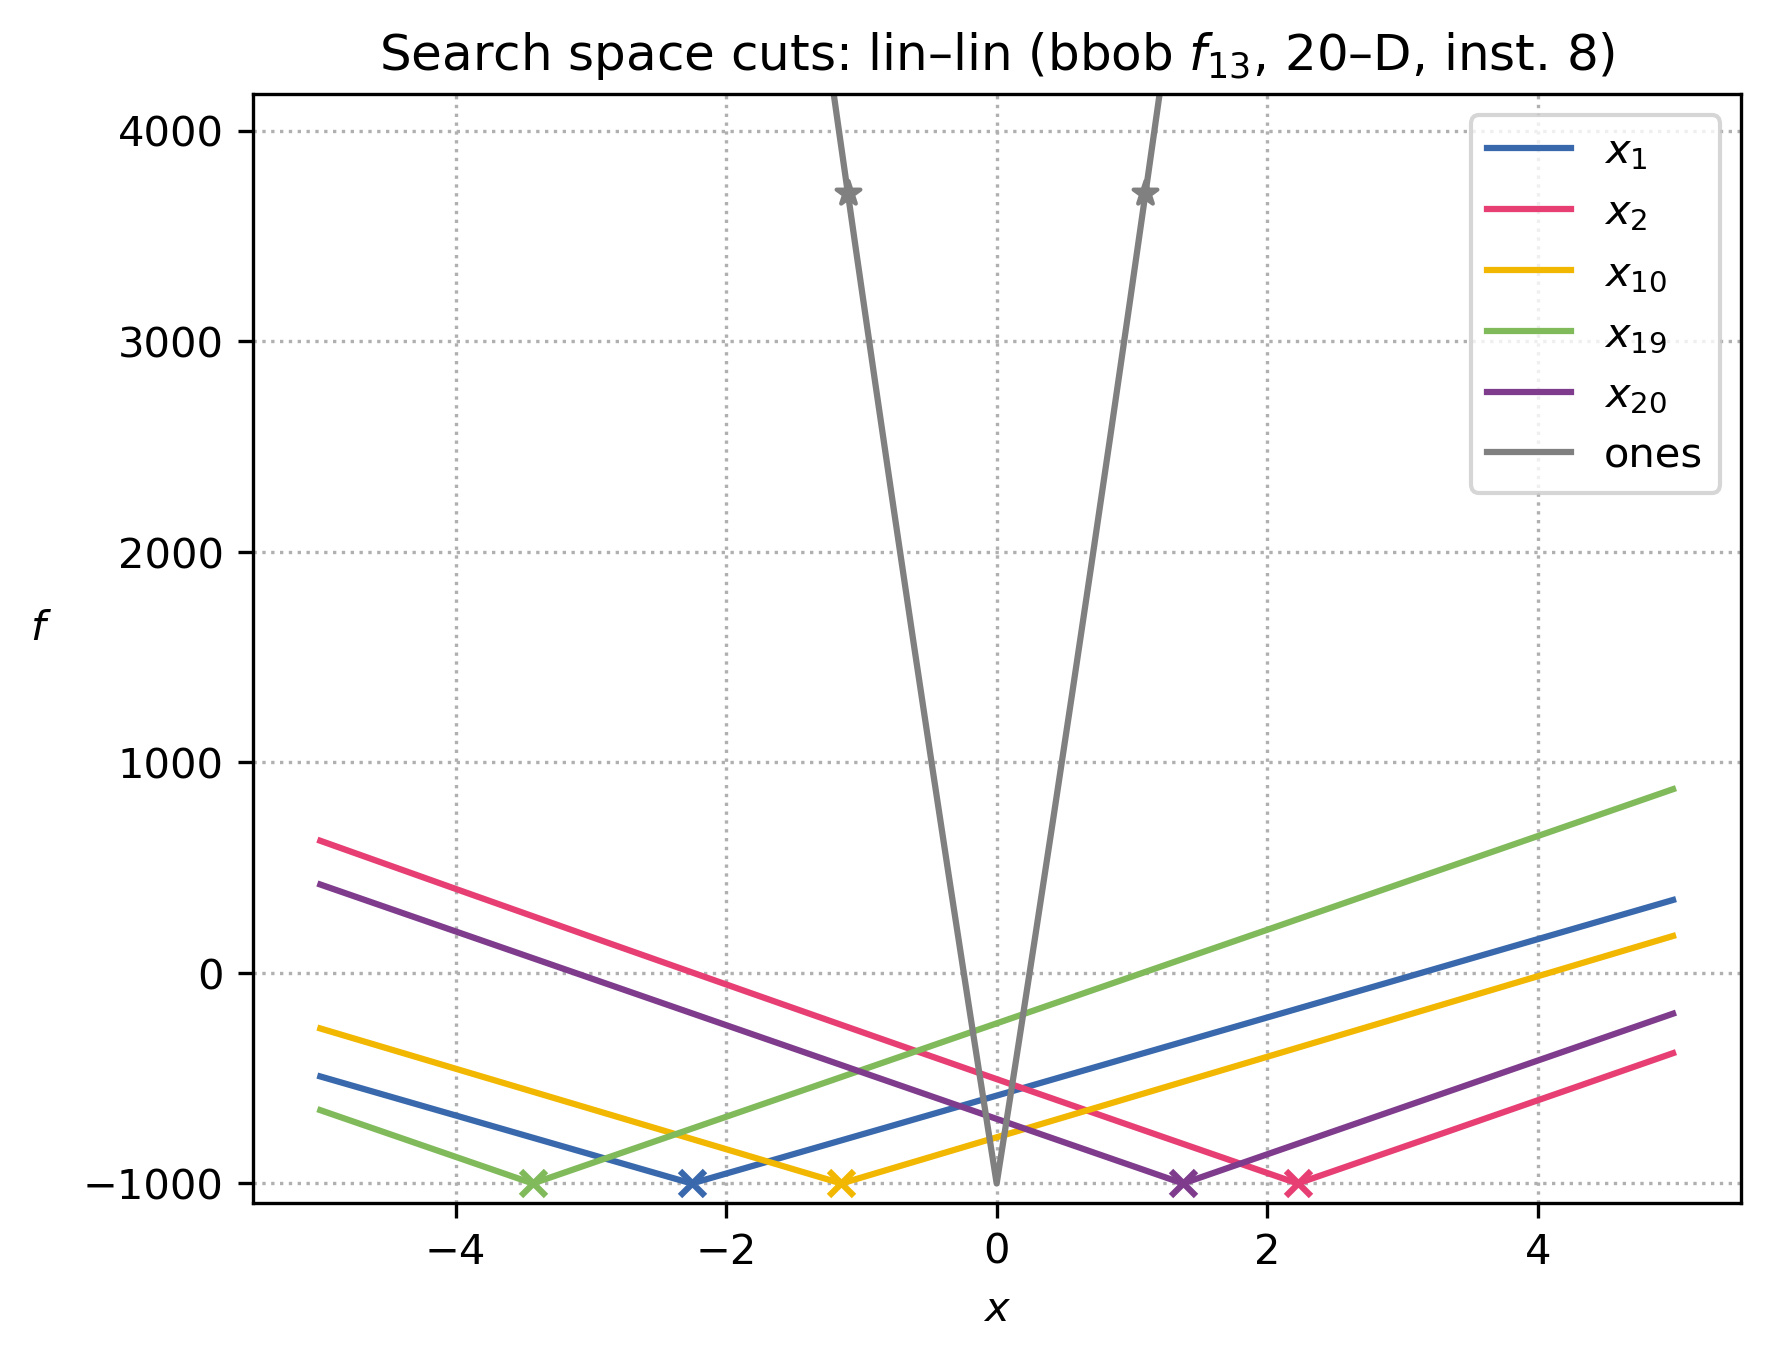 Search space cuts: lin–lin (bbob f13, 20–D, inst. 8)
4000
3000
2000
1000
0
−1000
f
x1
x2
x10
x19
x20
ones
−4 −2 0 2 4
x